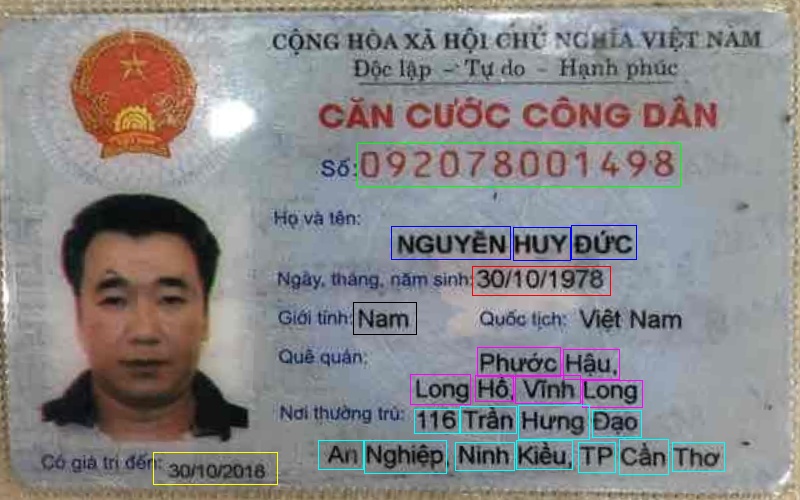 CỘNG HÒA XÃ HỘI CHỦ NGHĨA VIỆT NAM
Độc lập - Tự do - Hạnh phúc
CĂN CƯỚC CÔNG DÂN
Số: 092078001498
Họ và tên:
NGUYỄN HUY ĐỨC
Ngày, tháng, năm sinh: 30/10/1978
Giới tính: Nam Quốc tịch: Việt Nam
Quê quán: Phước Hậu,
Long Hồ, Vĩnh Long
Nơi thường trú: 116 Trần Hưng Đạo
An Nghiệp, Ninh Kiều, TP Cần Thơ
Có giá trị đến: 30/10/2018